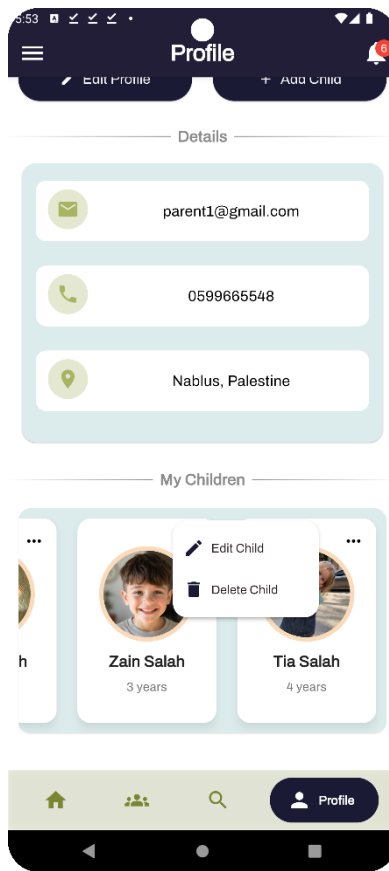 5:53
Profile
6
Edit Profile
+ Add Child
Details
parent1@gmail.com
0599665548
Nablus, Palestine
My Children
Edit Child
Delete Child
h
Zain Salah
3 years
Tia Salah
4 years
Profile